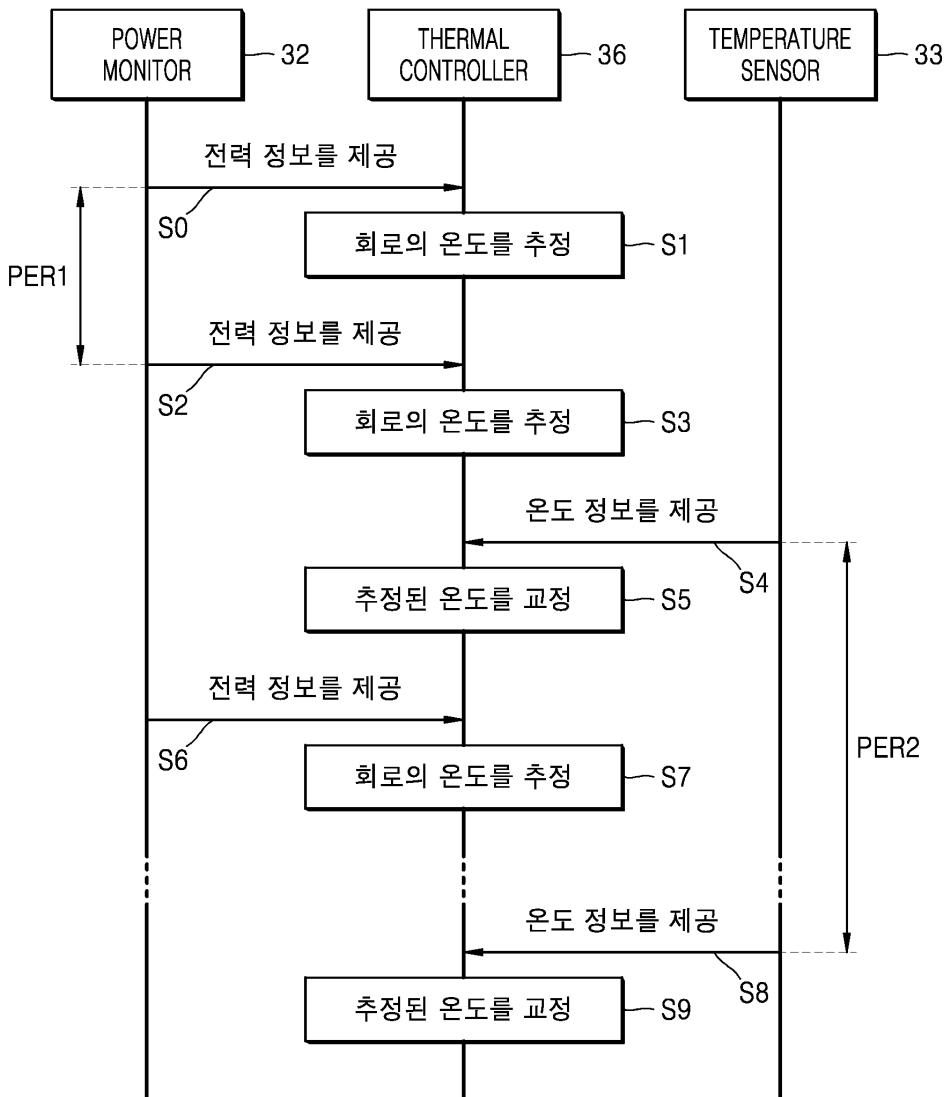 POWER
MONITOR
32
THERMAL
CONTROLLER
36
TEMPERATURE
SENSOR
33
전력 정보를 제공
S0
회로의 온도를 추정
S1
PER1
전력 정보를 제공
S2
회로의 온도를 추정
S3
온도 정보를 제공
S4
추정된 온도를 교정
S5
전력 정보를 제공
S6
PER2
회로의 온도를 추정
S7
온도 정보를 제공
S8
추정된 온도를 교정
S9